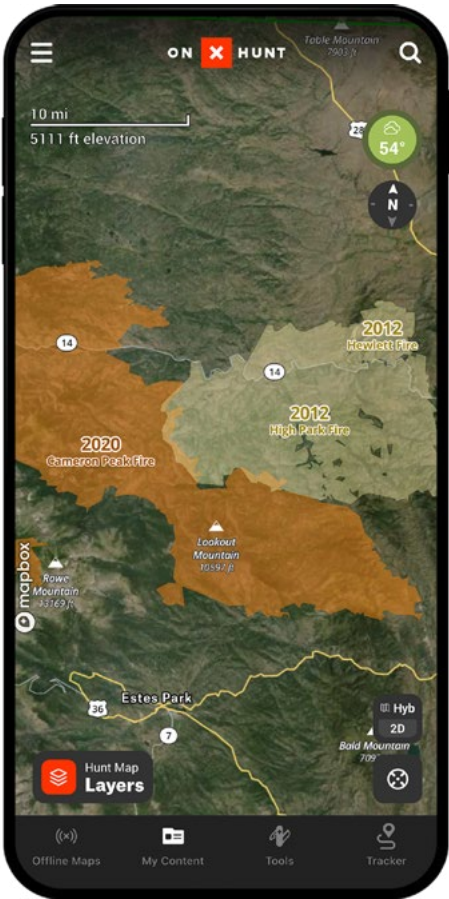 Table Mountain
7903 ft
ON X HUNT
10 mi
5111 ft elevation
28
54°
N
14
2012
Hewlett Fire
14
2012
High Park Fire
2020
Cameron Peak Fire
Lookout
Mountain
10597 ft
mapbox
Rowe
Mountain
13169 ft
Estes Park
36
7
Hyb
2D
Bald Mountain
Hunt Map
Layers
Offline Maps
My Content
Tools
Tracker